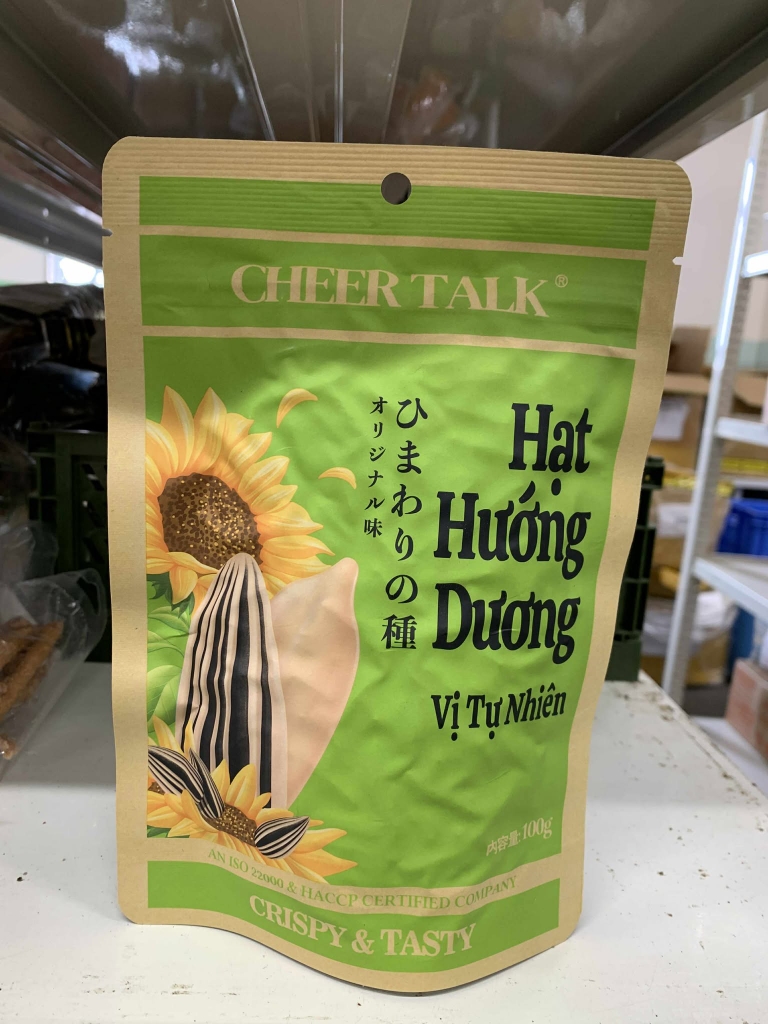 CHEER TALK®
Hạt
Hướng
Dương
Vị Tự Nhiên
ひまわりの種
オリジナル味
内容量:100g
AN ISO 22000 & HACCP CERTIFIED COMPANY
CRISPY & TASTY